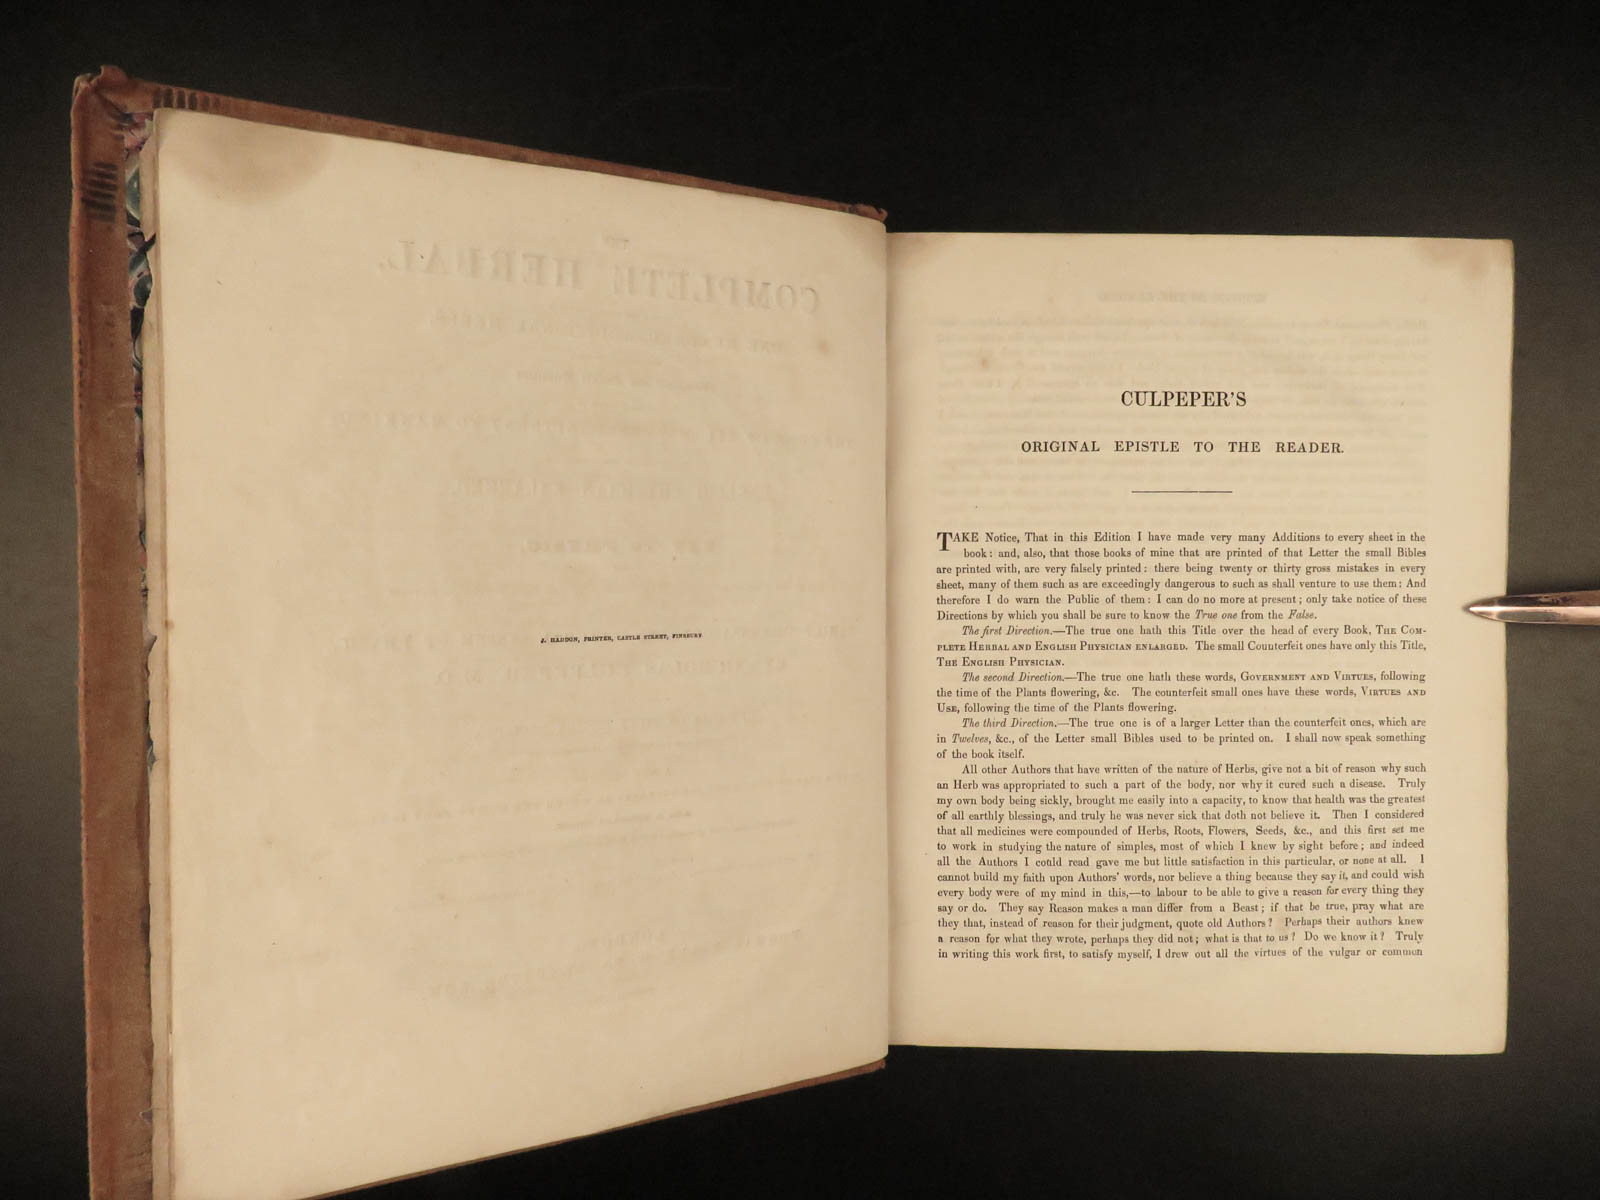 J. HADDON, PRINTER, CASTLE STREET, FINSBURY
CULPEPER'S
ORIGINAL EPISTLE TO THE READER.
TAKE Notice, That in this Edition I have made very many Additions to every sheet in the
book: and, also, that those books of mine that are printed of that Letter the small Bibles
are printed with, are very falsely printed: there being twenty or thirty gross mistakes in every
sheet, many of them such as are exceedingly dangerous to such as shall venture to use them: And
therefore I do warn the Public of them: I can do no more at present; only take notice of these
Directions by which you shall be sure to know the True one from the False.
The first Direction.—The true one hath this Title over the head of every Book, THE COM-
PLETE HERBAL AND ENGLISH PHYSICIAN ENLARGED. The small Counterfeit ones have only this Title,
THE ENGLISH PHYSICIAN.
The second Direction.—The true one hath these words, GOVERNMENT AND VIRTUES, following
the time of the Plants flowering, &c. The counterfeit small ones have these words, VIRTUES AND
USE, following the time of the Plants flowering.
The third Direction.—The true one is of a larger Letter than the counterfeit ones, which are
in Twelves, &c., of the Letter small Bibles used to be printed on. I shall now speak something
of the book itself.
All other Authors that have written of the nature of Herbs, give not a bit of reason why such
an Herb was appropriated to such a part of the body, nor why it cured such a disease. Truly
my own body being sickly, brought me easily into a capacity, to know that health was the greatest
of all earthly blessings, and truly he was never sick that doth not believe it. Then I considered
that all medicines were compounded of Herbs, Roots, Flowers, Seeds, &c., and this first set me
to work in studying the nature of simples, most of which I knew by sight before; and indeed
all the Authors I could read gave me but little satisfaction in this particular, or none at all. I
cannot build my faith upon Authors' words, nor believe a thing because they say it, and could wish
every body were of my mind in this,—to labour to be able to give a reason for every thing they
say or do. They say Reason makes a man differ from a Beast; if that be true, pray what are
they that, instead of reason for their judgment, quote old Authors? Perhaps their authors knew
a reason for what they wrote, perhaps they did not; what is that to us? Do we know it? Truly
in writing this work first, to satisfy myself, I drew out all the virtues of the vulgar or common